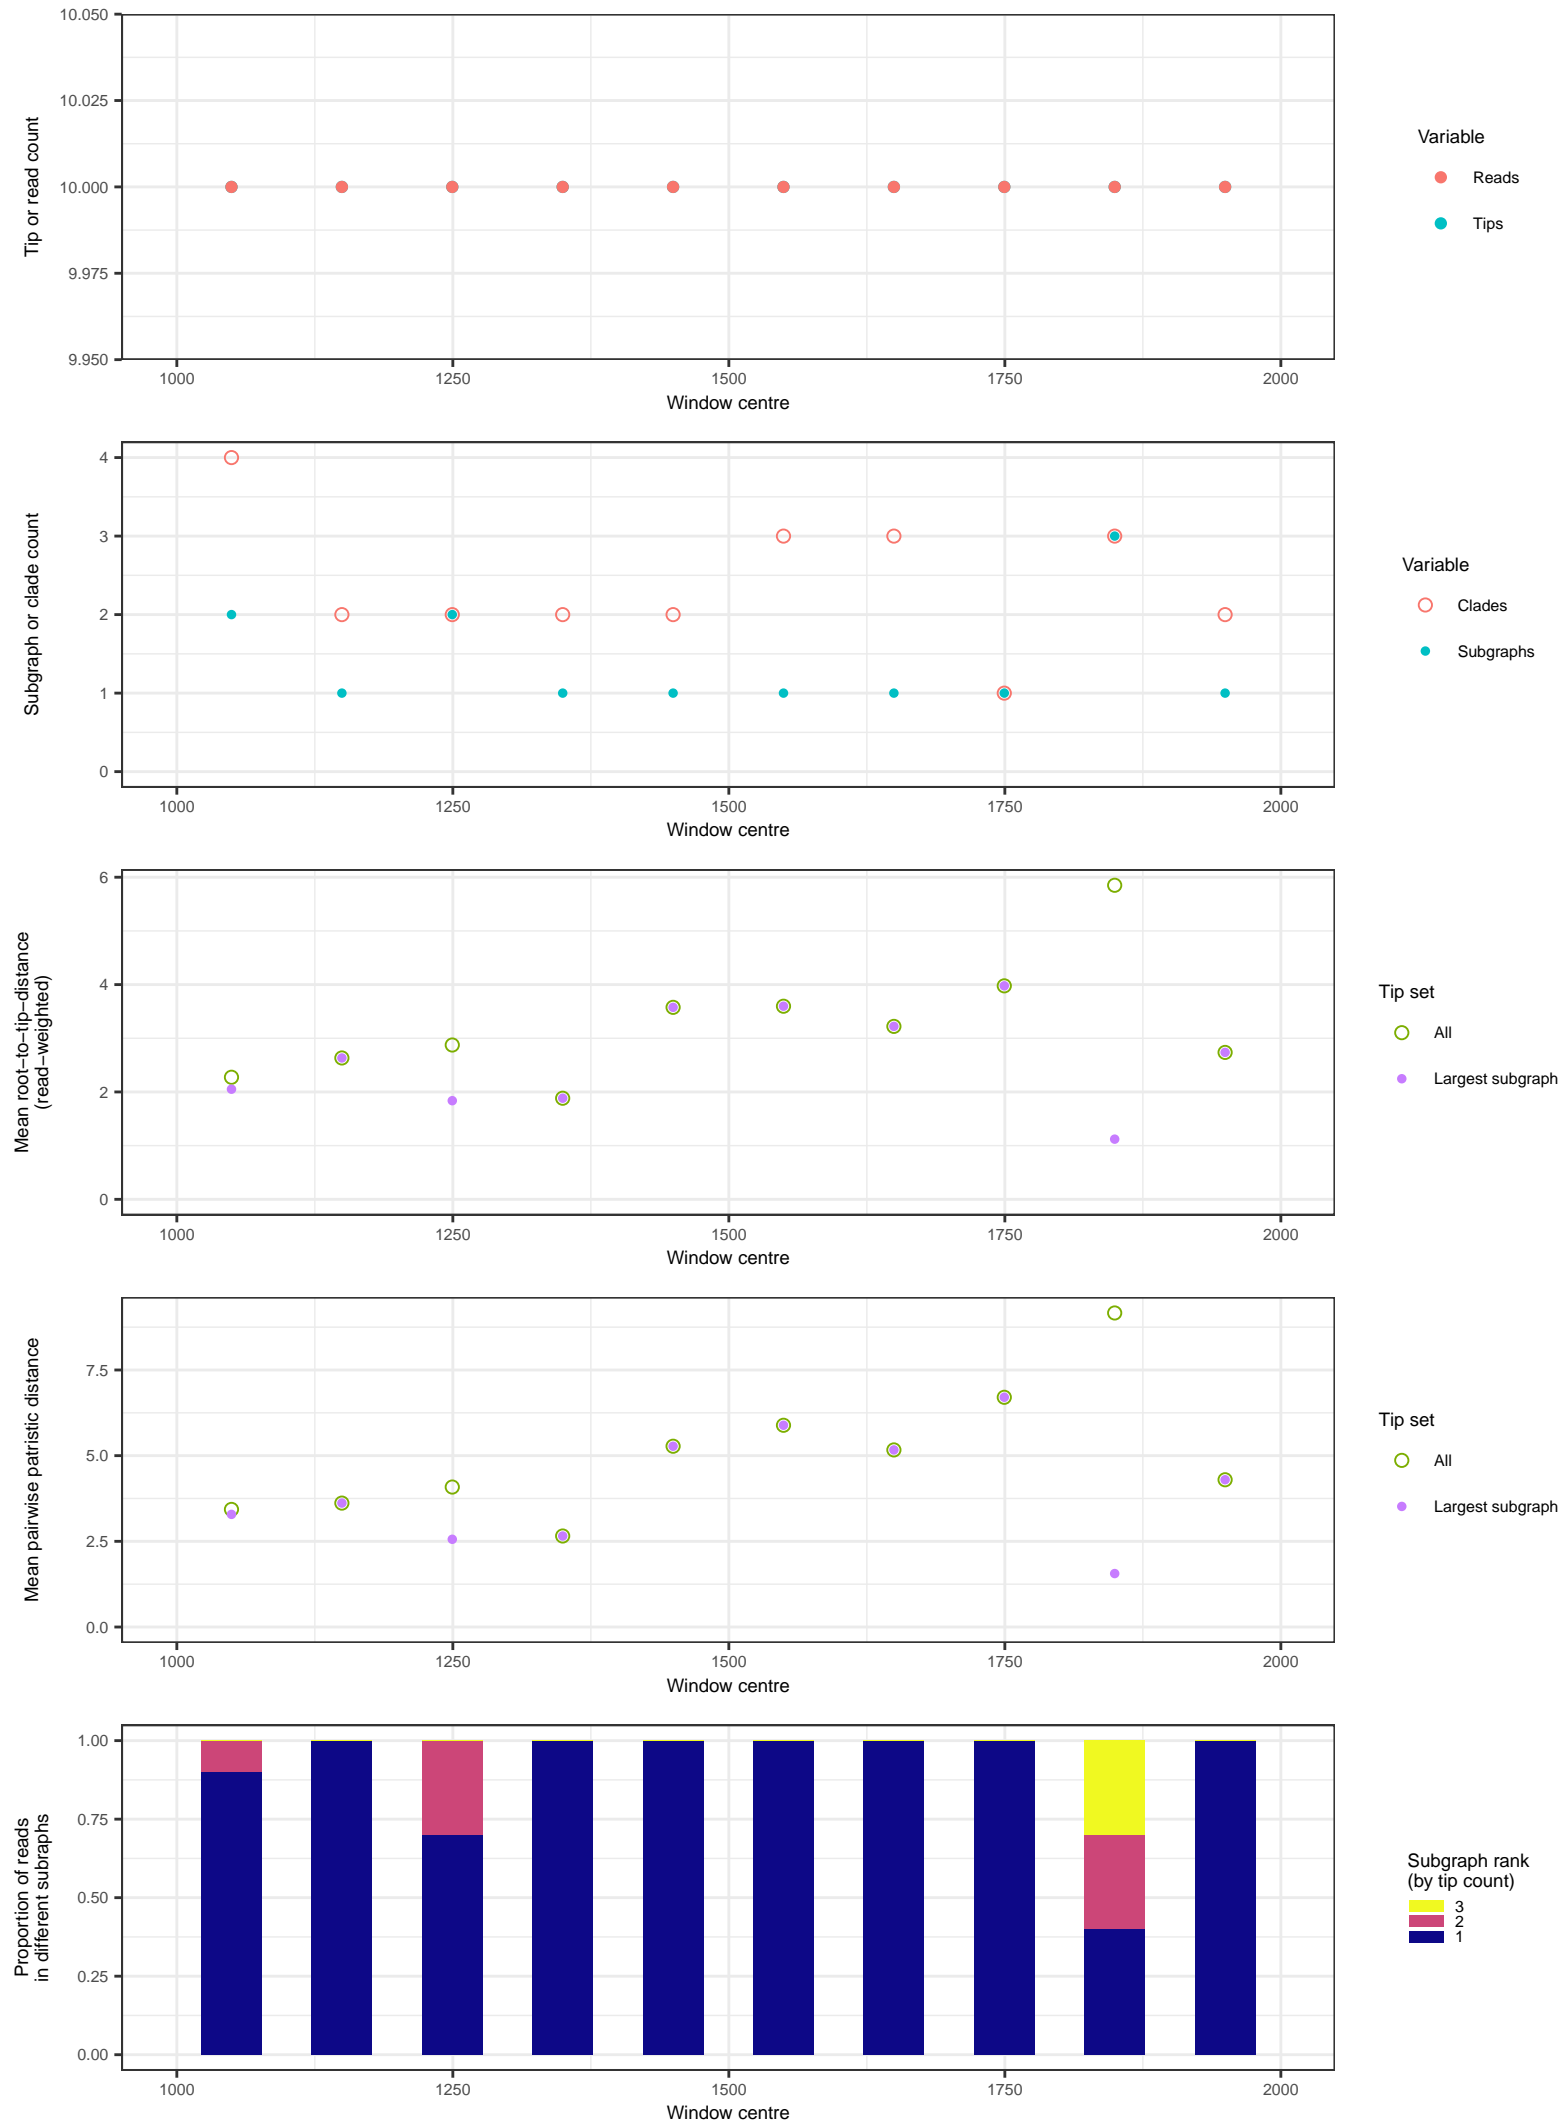 10.050
10.025
10.000
9.975
9.950
Tip or read count
1000 1250 1500 1750 2000
Window centre
Variable
Reads
Tips
4
3
2
1
0
Subgraph or clade count
1000 1250 1500 1750 2000
Window centre
Variable
Clades
Subgraphs
6
4
2
0
Mean root−to−tip−distance
(read−weighted)
1000 1250 1500 1750 2000
Window centre
Tip set
All
Largest subgraph
7.5
5.0
2.5
0.0
Mean pairwise patristic distance
1000 1250 1500 1750 2000
Window centre
Tip set
All
Largest subgraph
1.00
0.75
0.50
0.25
0.00
Proportion of reads
in different subraphs
1000 1250 1500 1750 2000
Window centre
Subgraph rank
(by tip count)
3
2
1